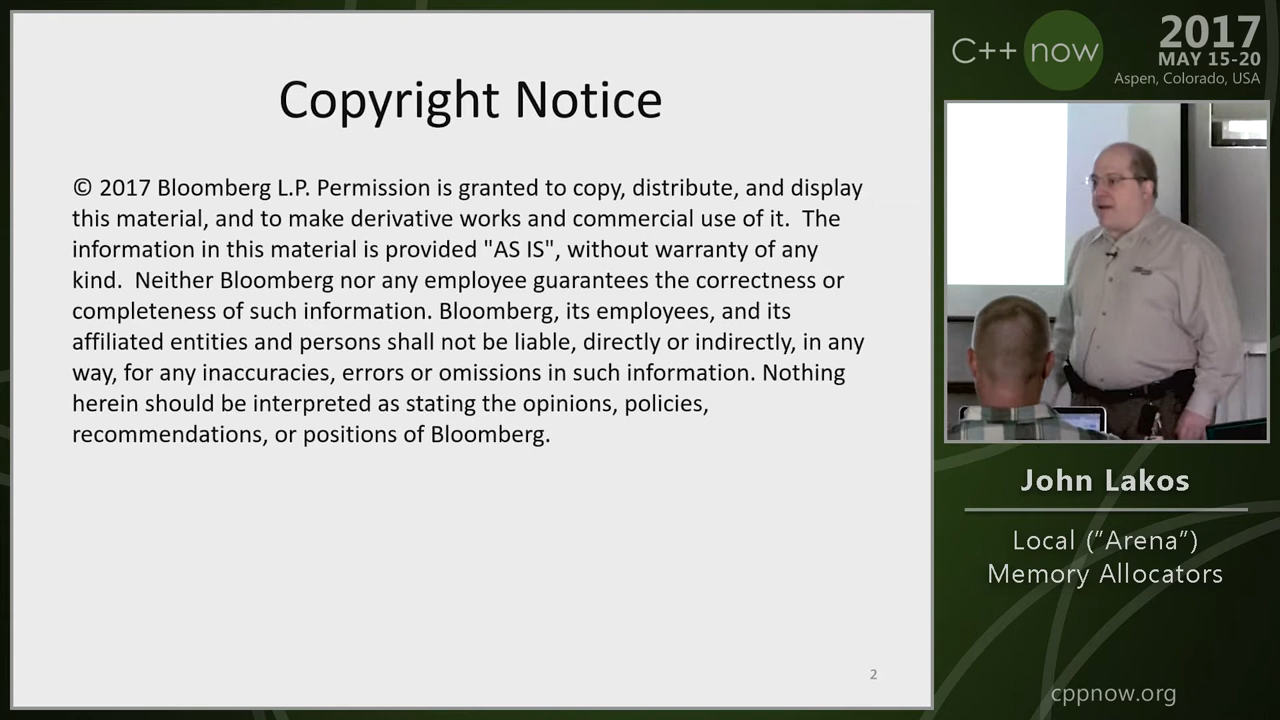 Copyright Notice
© 2017 Bloomberg L.P. Permission is granted to copy, distribute, and display
this material, and to make derivative works and commercial use of it.  The
information in this material is provided "AS IS", without warranty of any
kind.  Neither Bloomberg nor any employee guarantees the correctness or
completeness of such information. Bloomberg, its employees, and its
affiliated entities and persons shall not be liable, directly or indirectly, in any
way, for any inaccuracies, errors or omissions in such information. Nothing
herein should be interpreted as stating the opinions, policies,
recommendations, or positions of Bloomberg.
2
C++ now
2017
MAY 15-20
Aspen, Colorado, USA
John Lakos
Local ("Arena")
Memory Allocators
cppnow.org